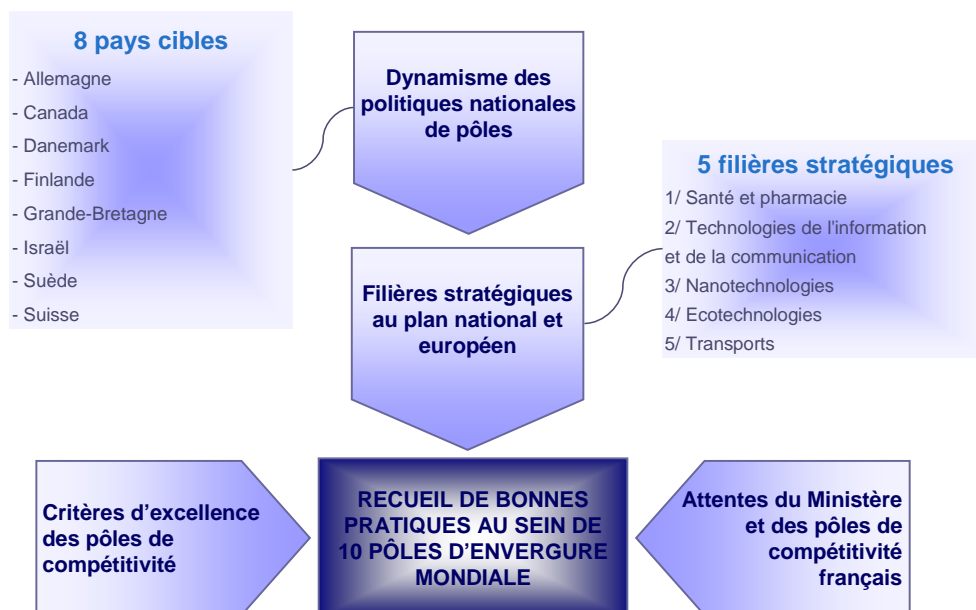 8 pays cibles
- Allemagne
- Canada
- Danemark
- Finlande
- Grande-Bretagne
- Israël
- Suède
- Suisse
Dynamisme des
politiques nationales
de pôles
5 filières stratégiques
1/ Santé et pharmacie
2/ Technologies de l'information
et de la communication
3/ Nanotechnologies
4/ Ecotechnologies
5/ Transports
Filières stratégiques
au plan national et
européen
Critères d’excellence
des pôles de
compétitivité
RECUEIL DE BONNES
PRATIQUES AU SEIN DE
10 PÔLES D’ENVERGURE
MONDIALE
Attentes du Ministère
et des pôles de
compétitivité
français